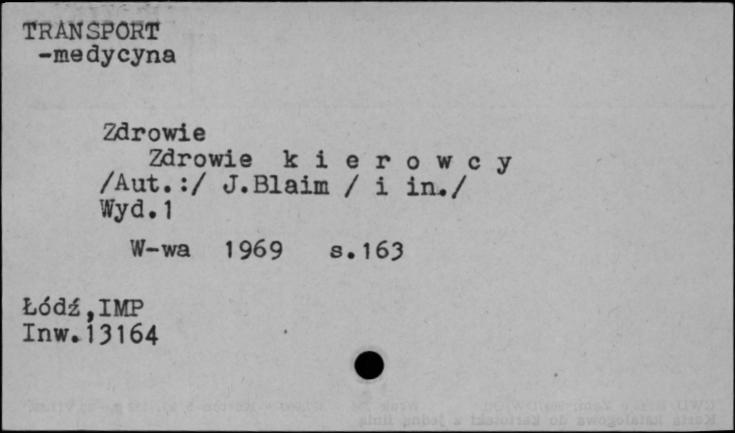 TRANSPORT
-medycyna
Zdrowie
Zdrowie k i e r o w c y
/Aut.:/ J.Blaim / i in./
Wyd.1
W-wa 1969 s.163
Łódź,IMP
Inw.13164